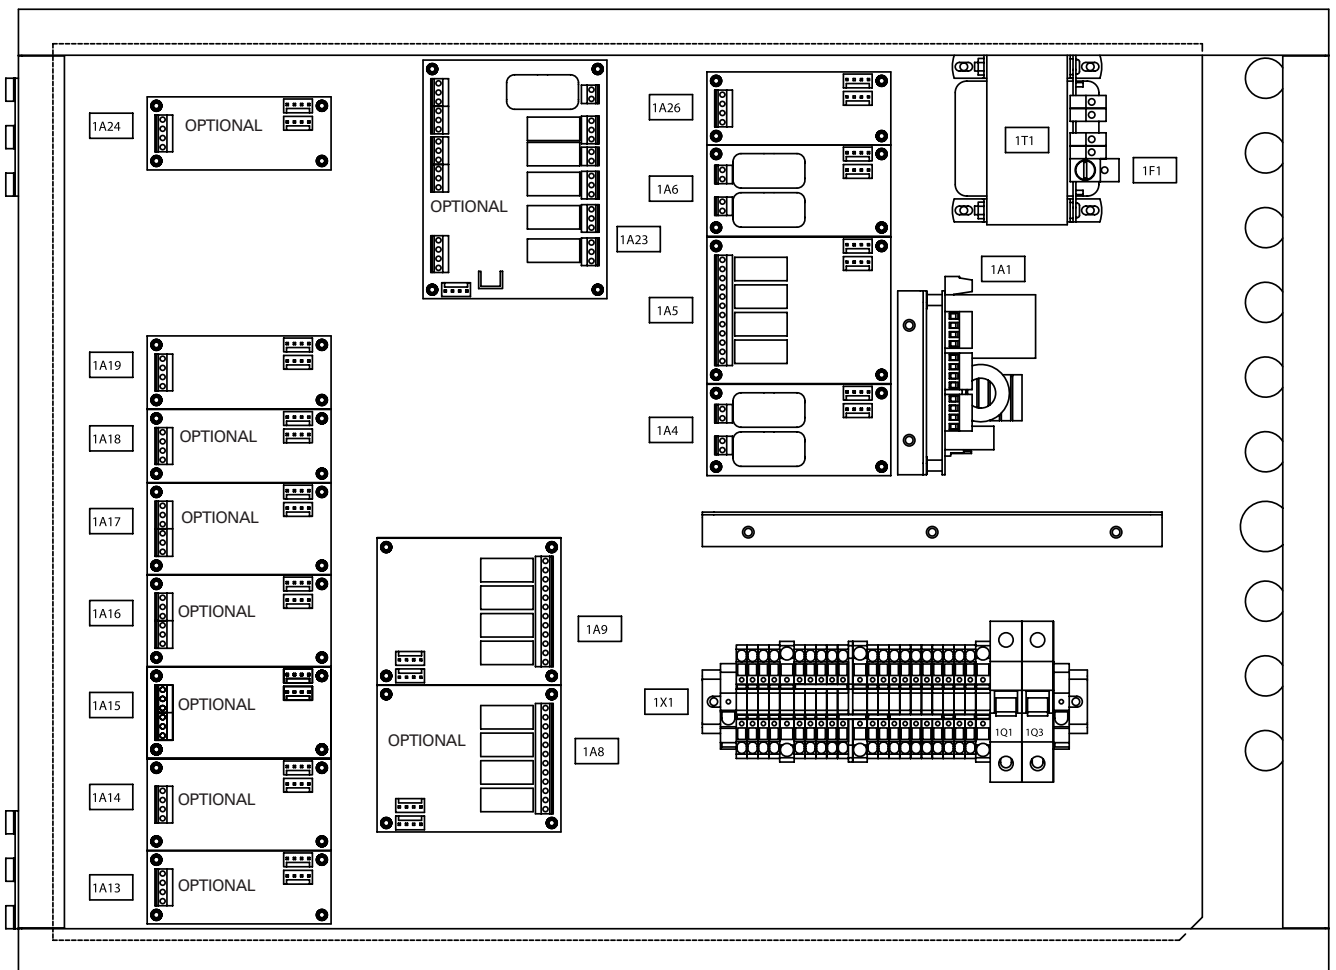 1A24
OPTIONAL
OPTIONAL
1A23
1A26
1A6
1A5
1A4
1T1
1F1
1A1
1A19
1A18
OPTIONAL
1A17
OPTIONAL
1A16
OPTIONAL
1A15
OPTIONAL
1A14
OPTIONAL
1A13
OPTIONAL
1A9
OPTIONAL
1A8
1X1
1Q1
1Q3